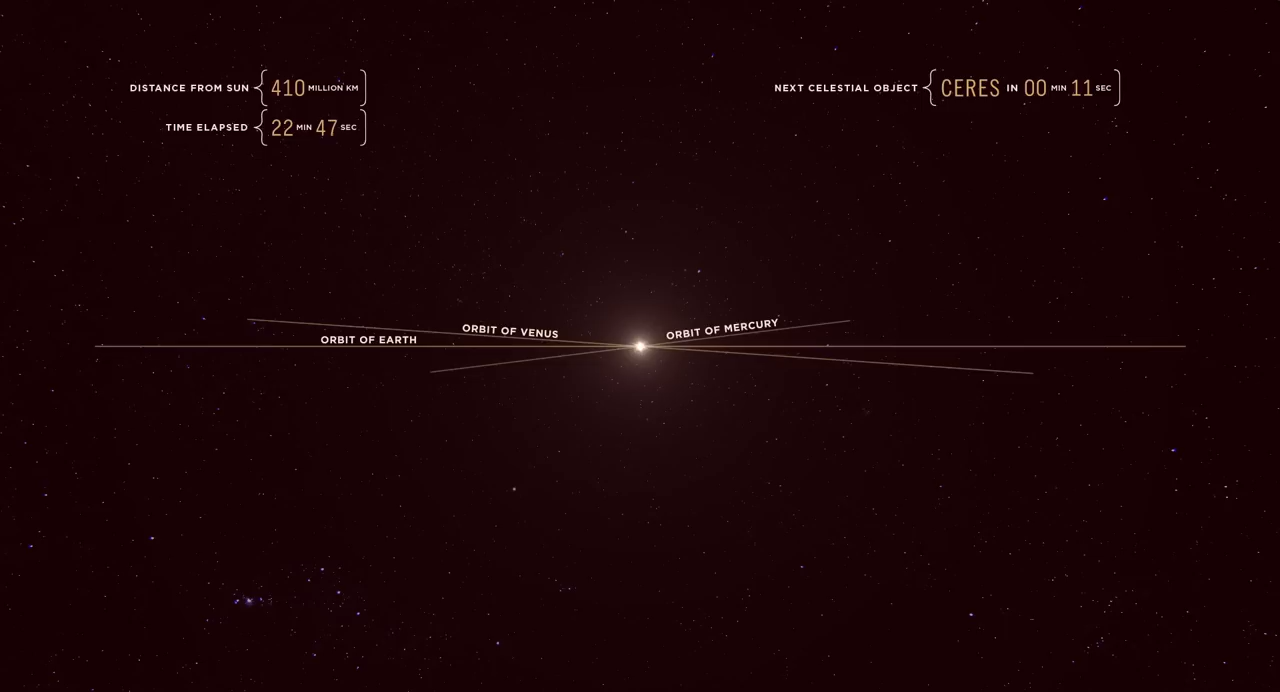 DISTANCE FROM SUN 410 MILLION KM
NEXT CELESTIAL OBJECT CERES IN 00 MIN 11 SEC
TIME ELAPSED 22 MIN 47 SEC
ORBIT OF VENUS
ORBIT OF MERCURY
ORBIT OF EARTH